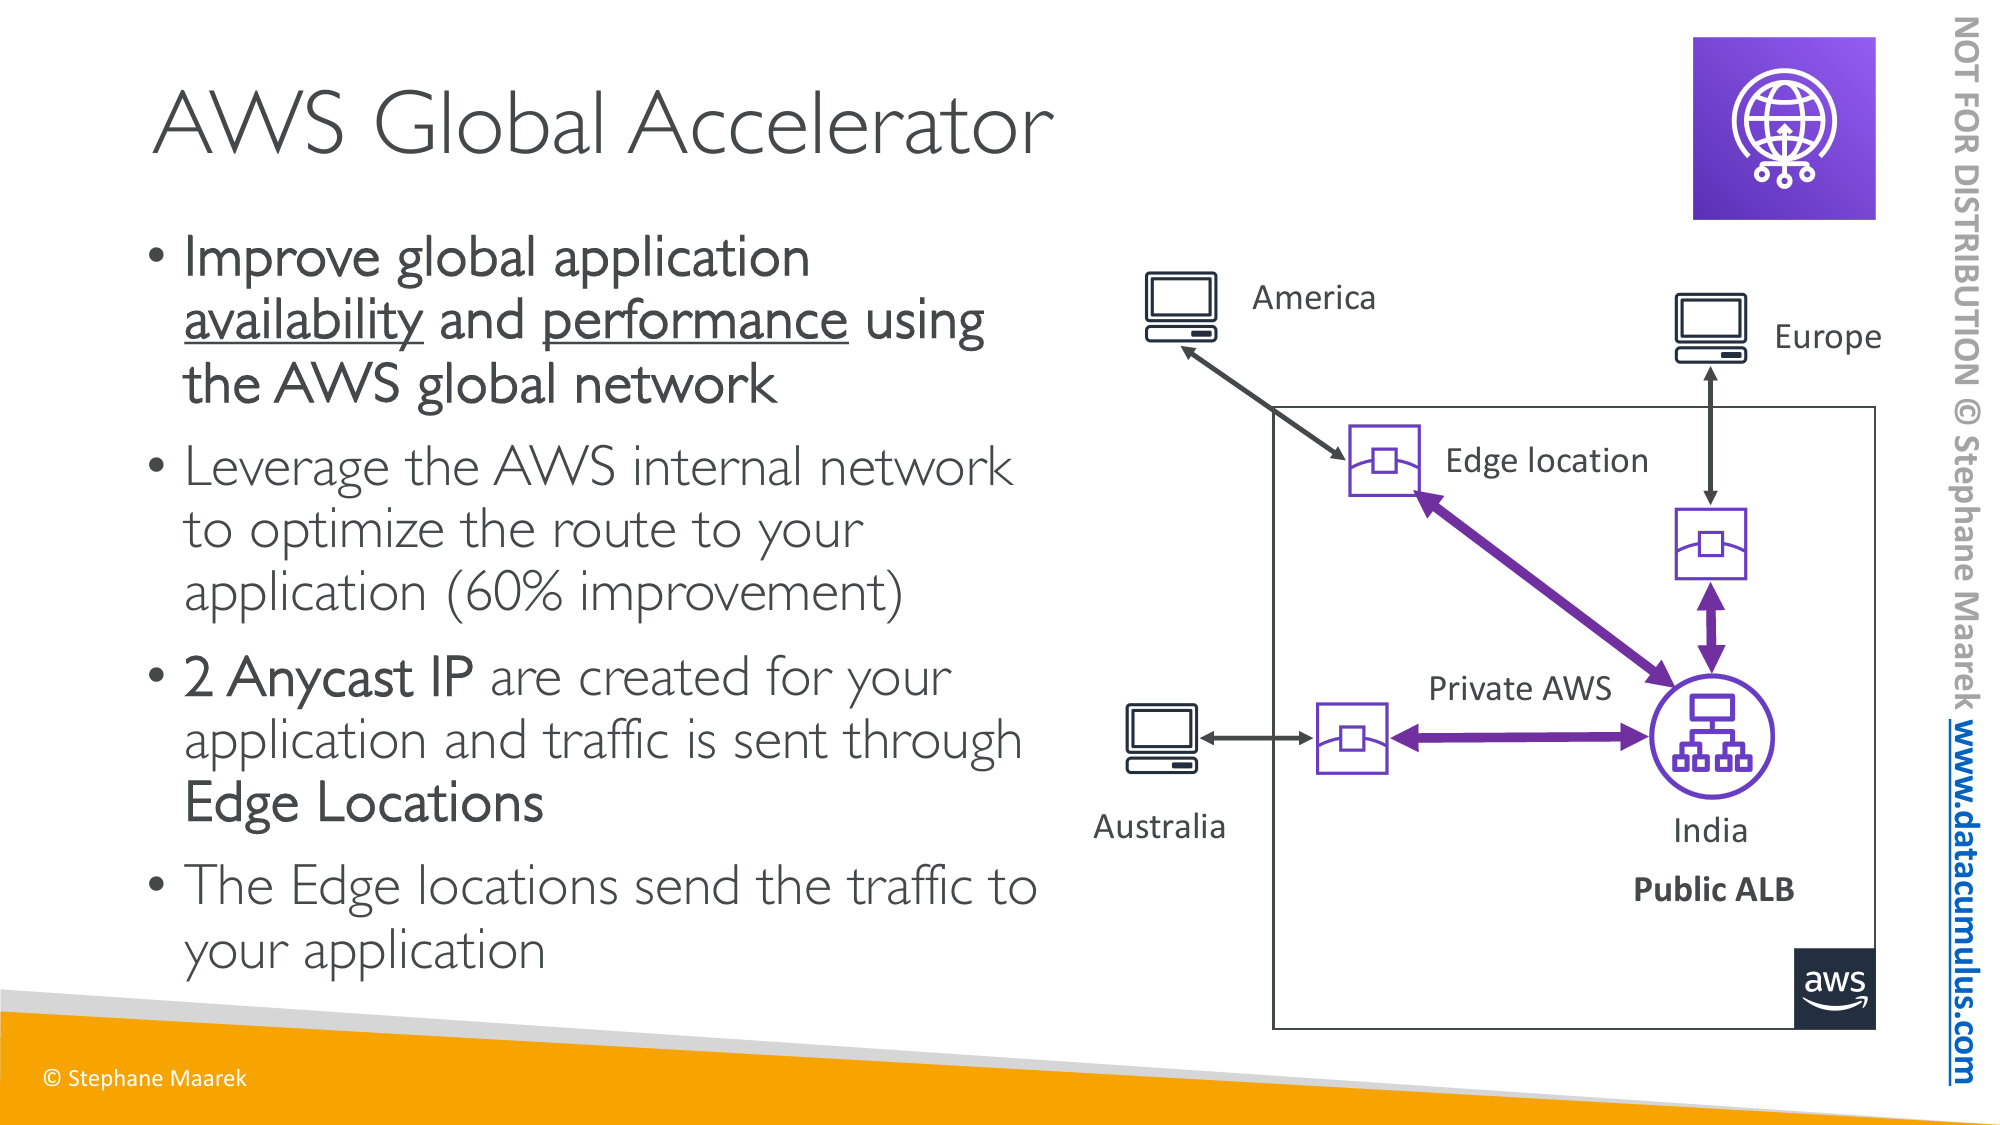 AWS Global Accelerator
• Improve global application
availability and performance using
the AWS global network
• Leverage the AWS internal network
to optimize the route to your
application (60% improvement)
• 2 Anycast IP are created for your
application and traffic is sent through
Edge Locations
• The Edge locations send the traffic to
your application
America
Europe
Edge location
Private AWS
Australia
India
Public ALB
aws
© Stephane Maarek
NOT FOR DISTRIBUTION © Stephane Maarek www.datacumulus.com